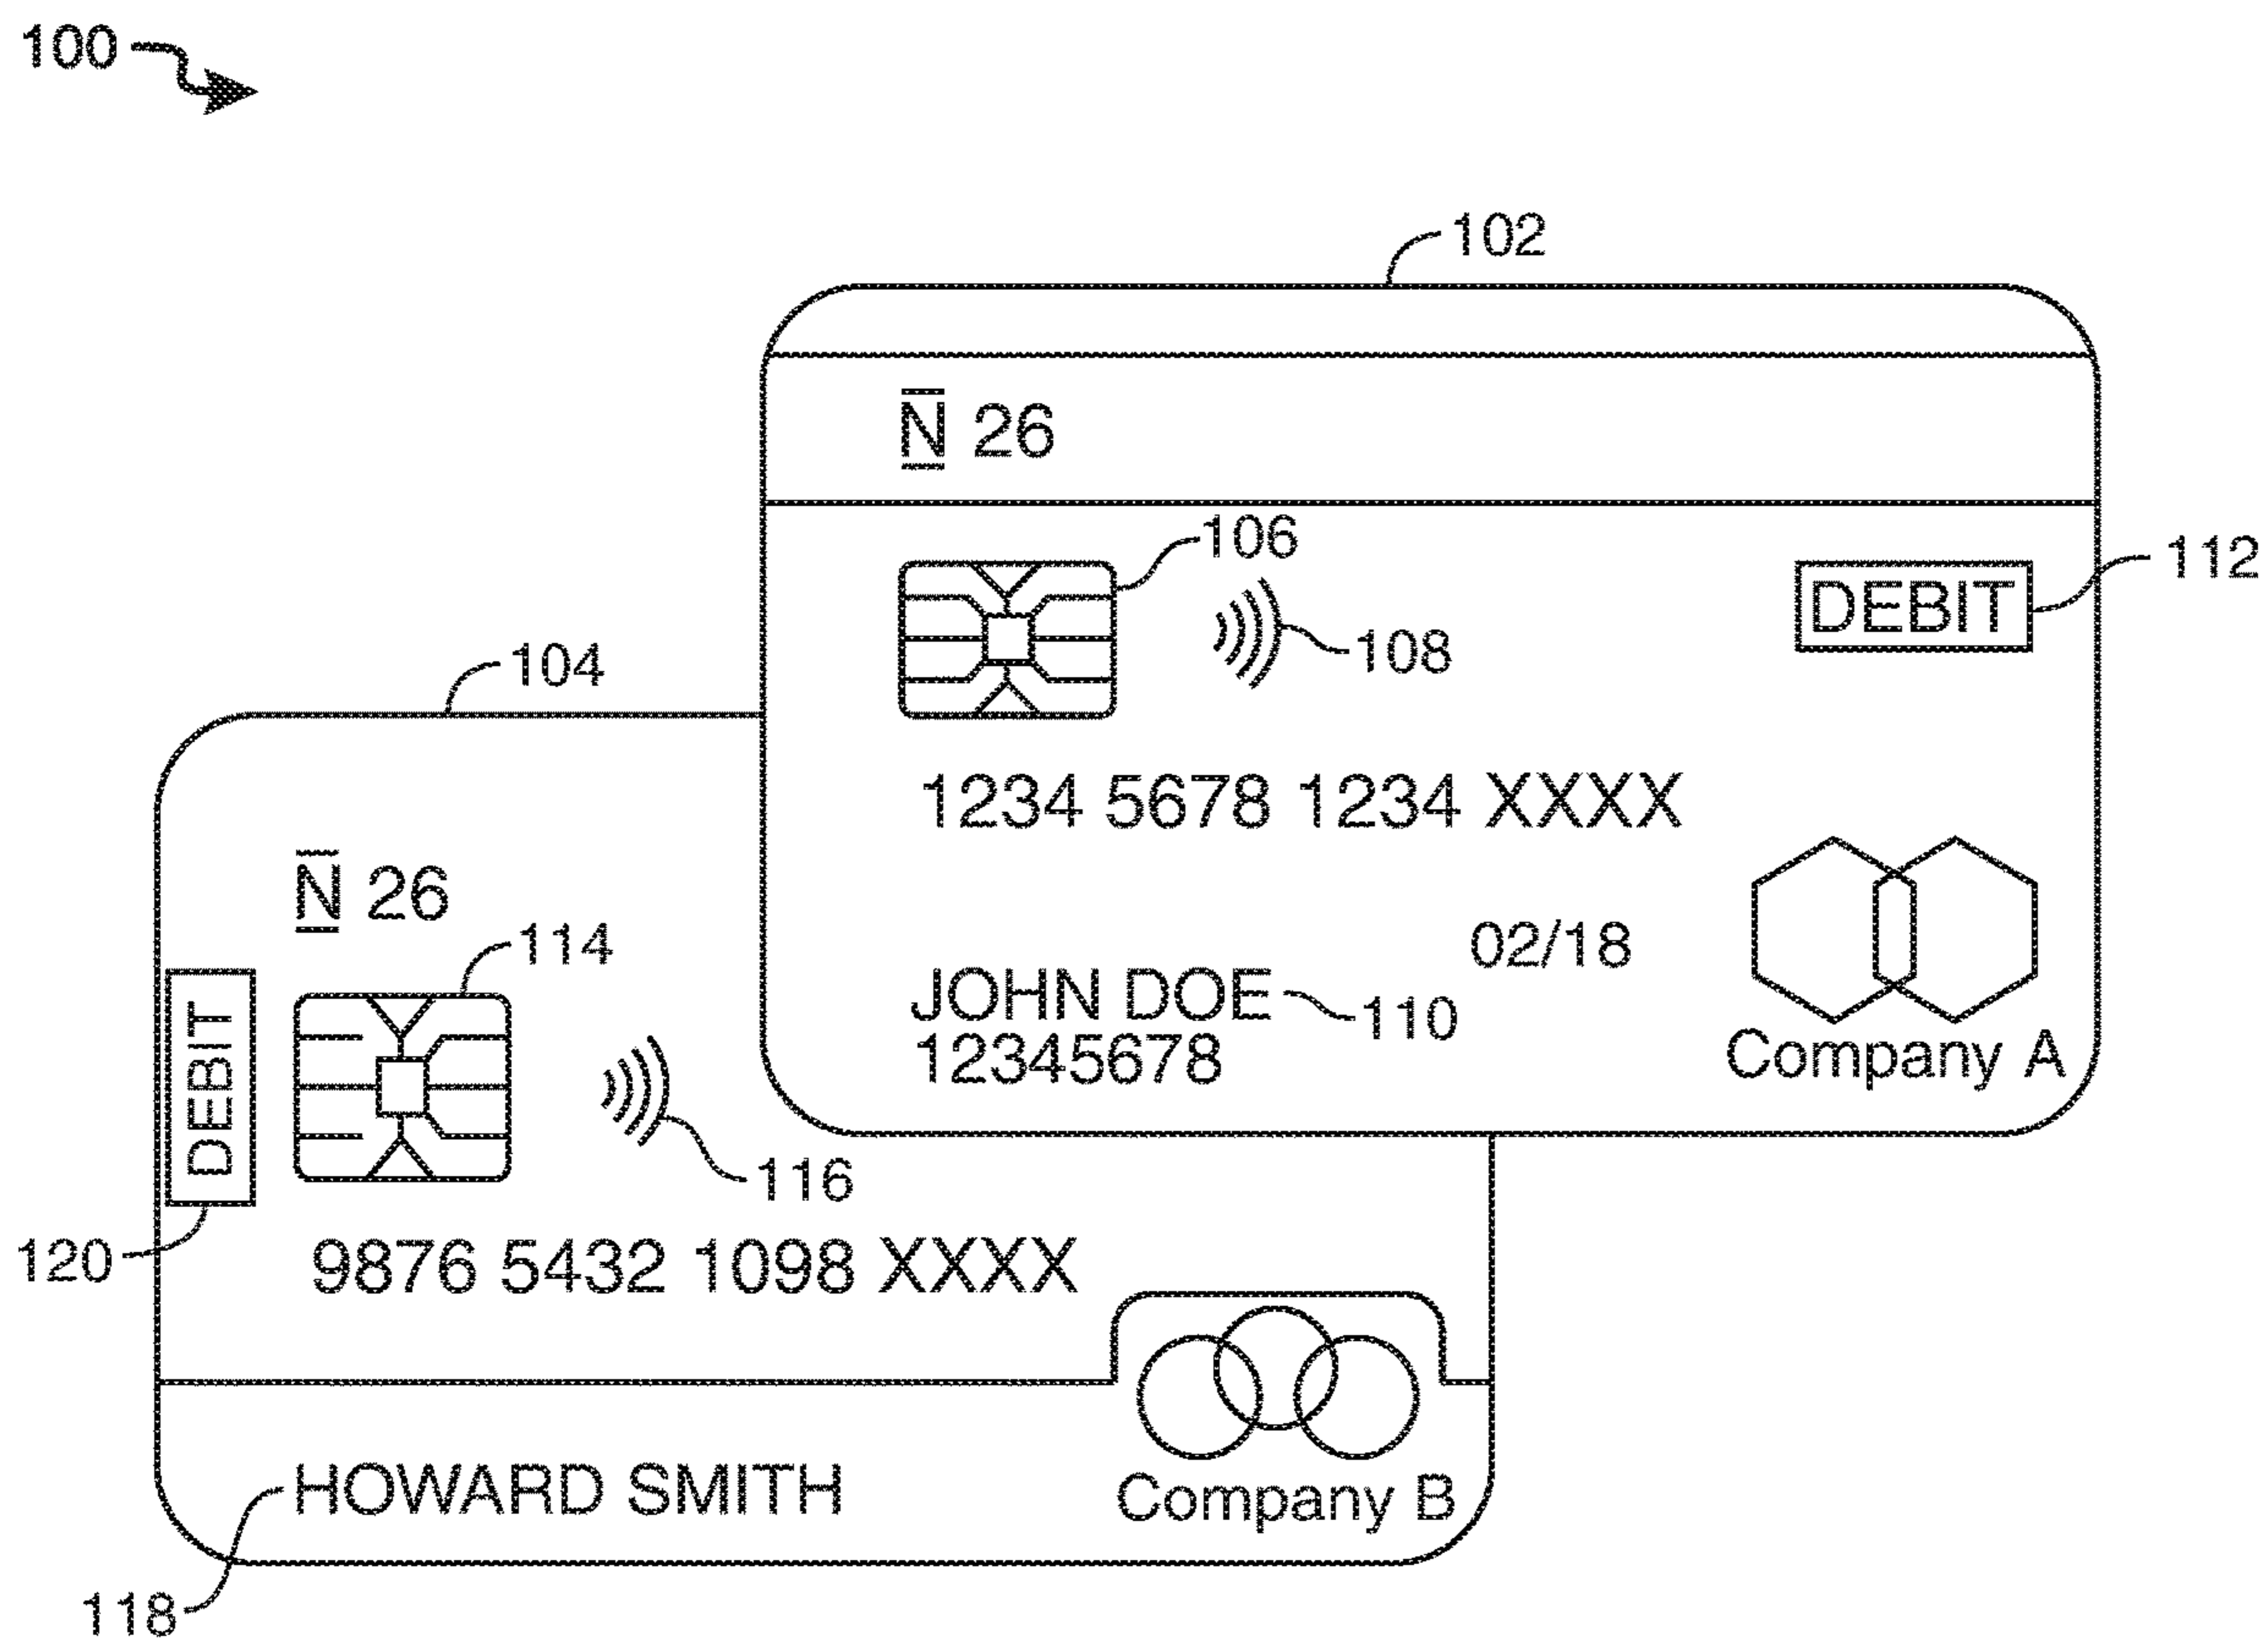 100
102
N 26
106
112
DEBIT
108
104
1234 5678 1234 XXXX
N 26
114
02/18
JOHN DOE
110
12345678
Company A
DEBIT
116
120
9876 5432 1098 XXXX
HOWARD SMITH
Company B
118